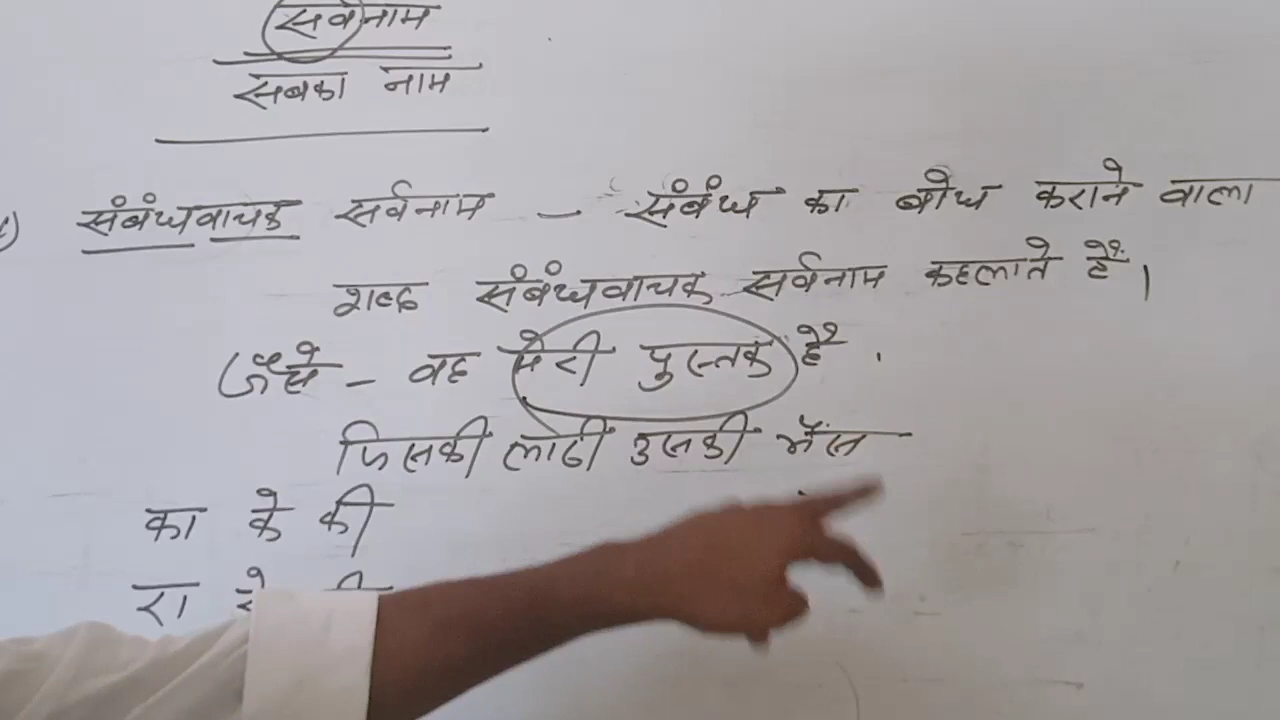 सर्वनाम
सबका नाम
संबंधवाचक सर्वनाम – संबंध का बोध कराने वाला
शब्द संबंधवाचक सर्वनाम कहलाते है।
जैसे – वह मेरी पुस्तक है.
जिसकी लाठी उसकी भैंस
का के की
रा